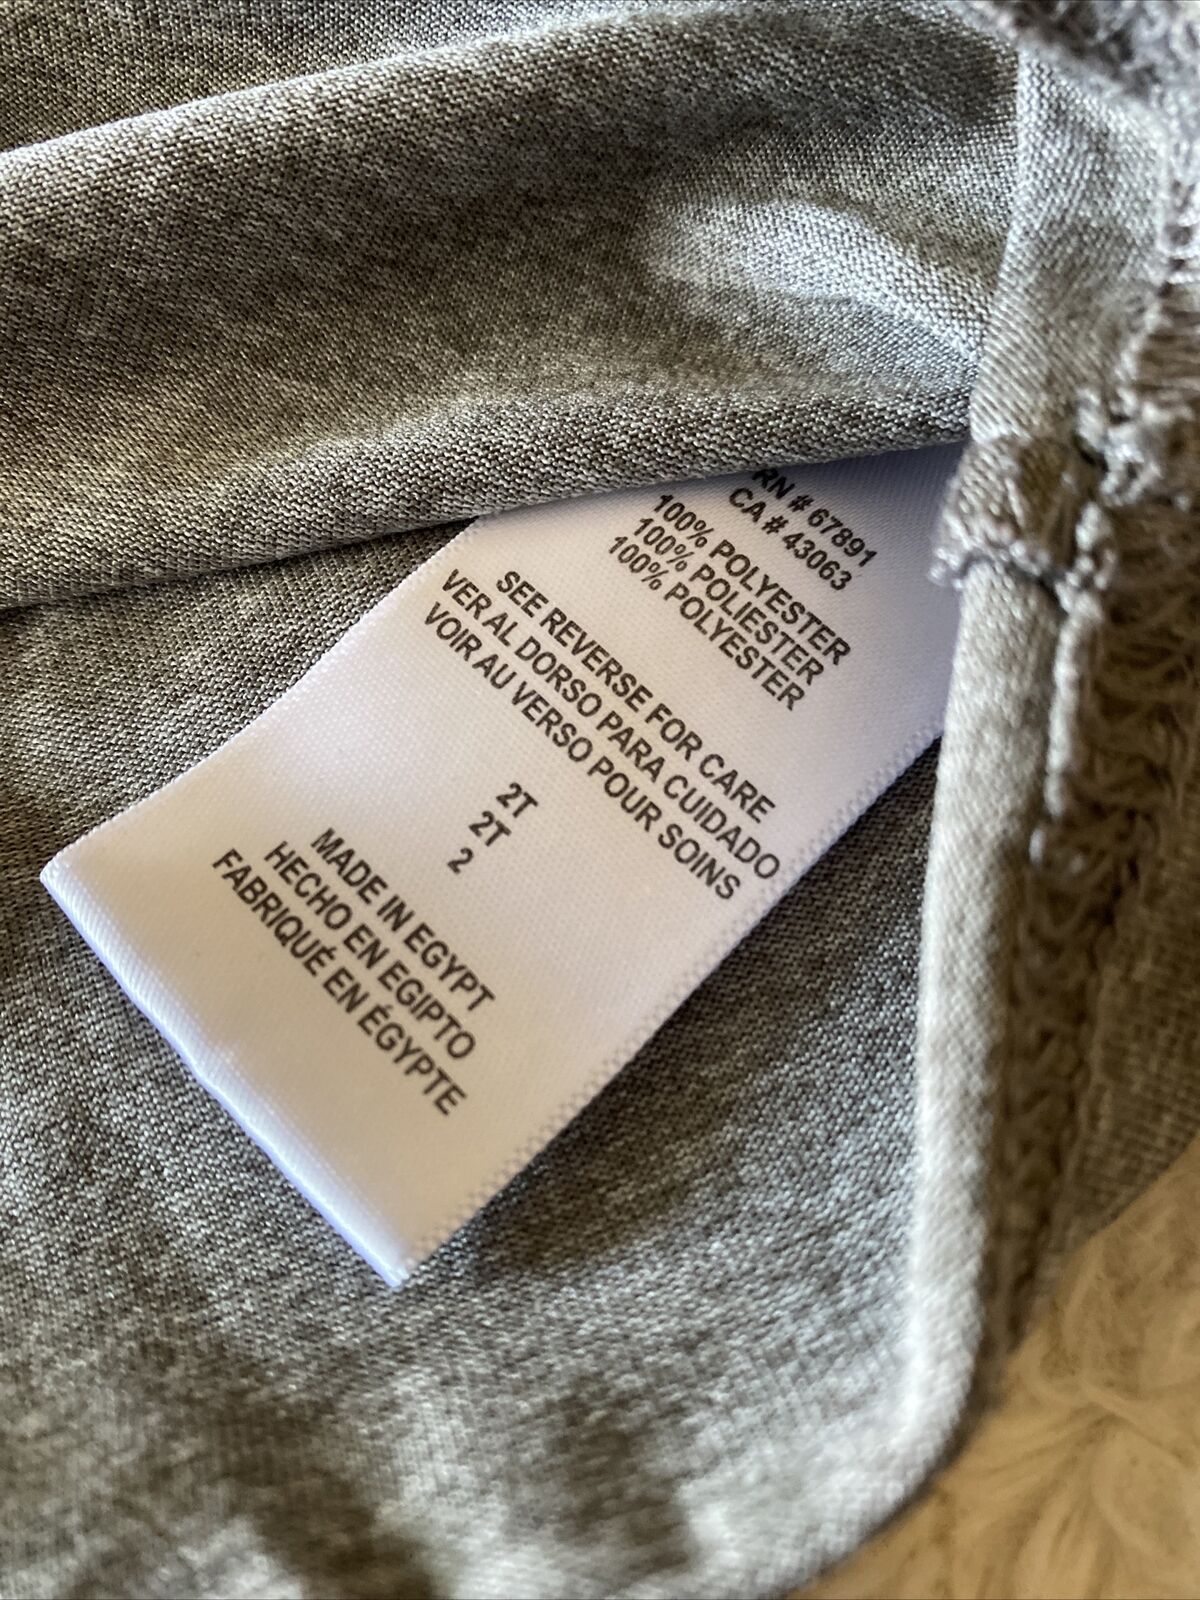 RN # 67891
CA # 43063
100% POLYESTER
100% POLIESTER
100% POLYESTER
SEE REVERSE FOR CARE
VER AL DORSO PARA CUIDADO
VOIR AU VERSO POUR SOINS
2T
2T
2
MADE IN EGYPT
HECHO EN EGIPTO
FABRIQUÉ EN ÉGYPTE